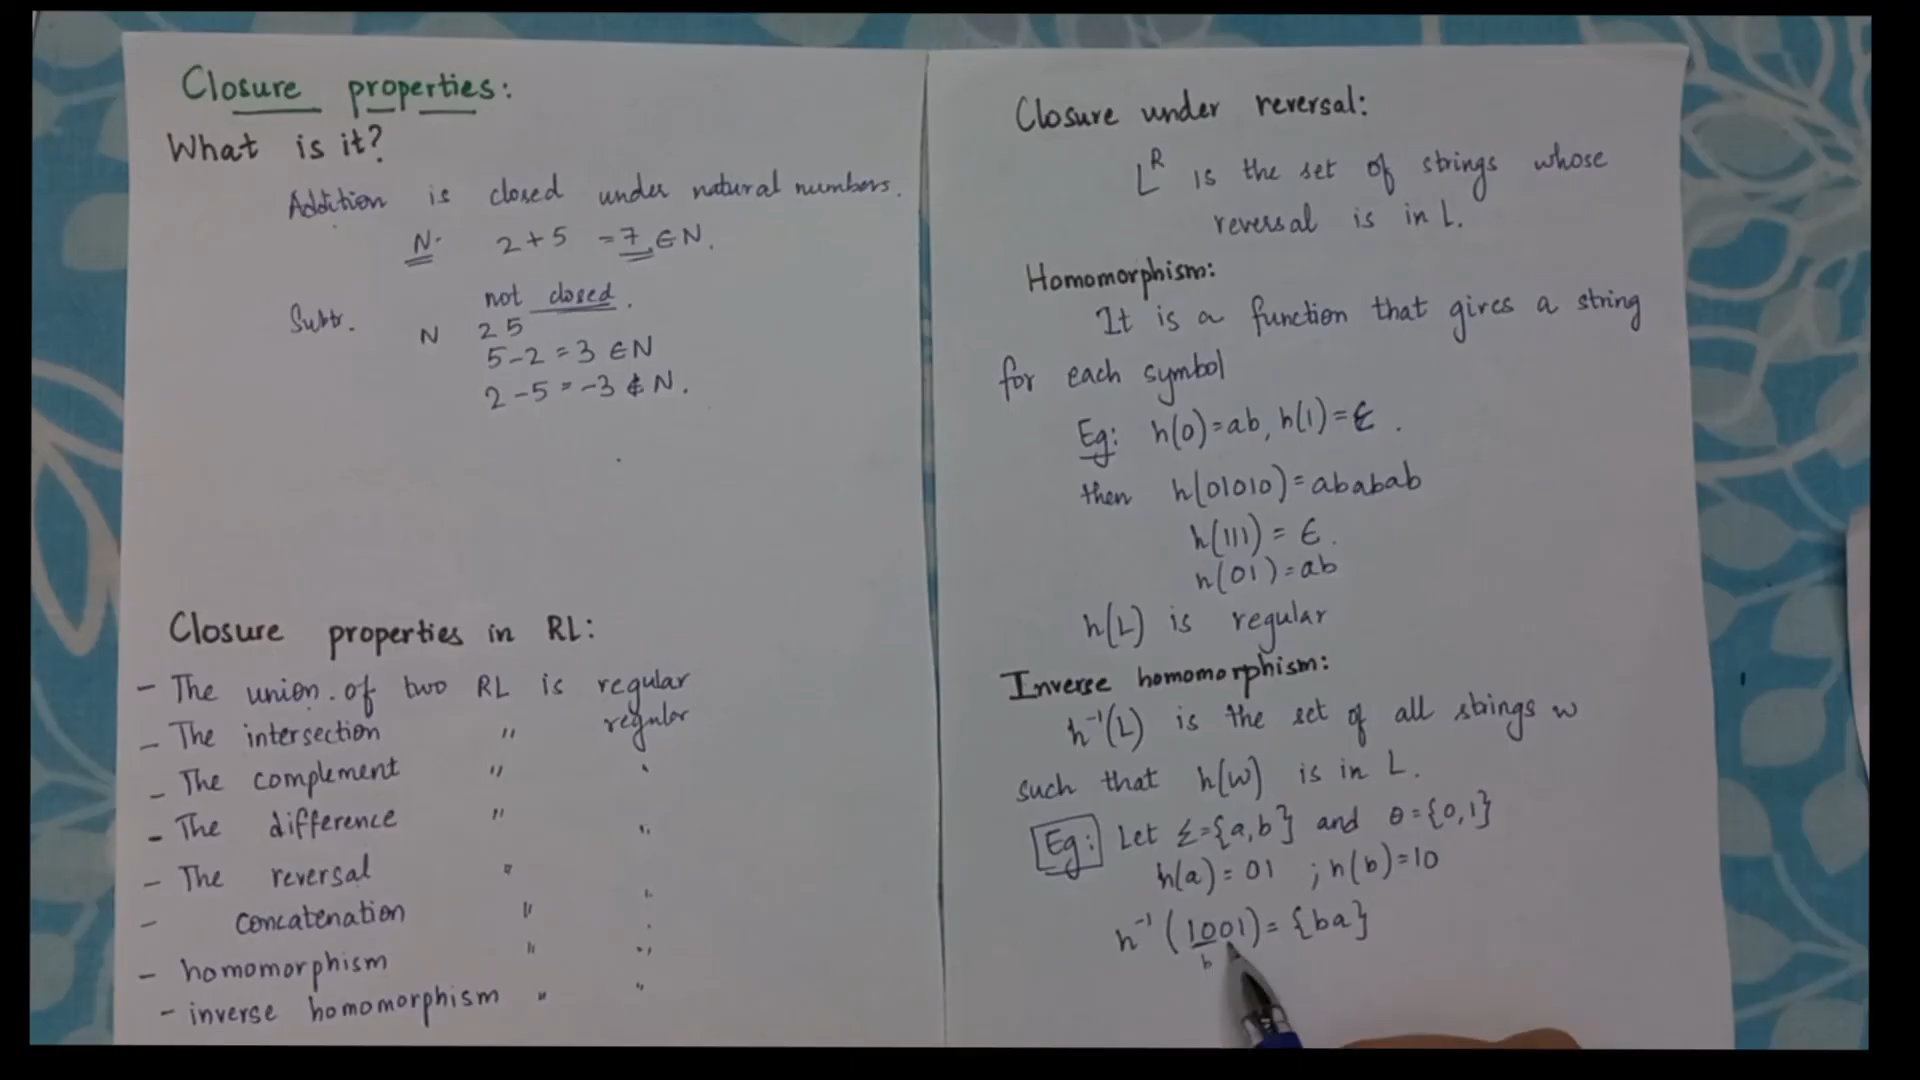 Closure properties:
What is it?
Addition is closed under natural numbers.
N. 2 + 5 = 7 ∈ N.
not closed.
Subtr. N 2 5
5 - 2 = 3 ∈ N
2 - 5 = -3 ∉ N.
Closure properties in RL:
- The union of two RL is regular
- The intersection " regular
- The complement " "
- The difference " "
- The reversal " "
- concatenation " "
- homomorphism " "
- inverse homomorphism " "
Closure under reversal:
L^R is the set of strings whose
reversal is in L.
Homomorphism:
It is a function that gives a string
for each symbol
Eg: h(0)=ab, h(1)=ε.
then h(01010)=ababab
h(111) = ε.
h(01)=ab
h(L) is regular
Inverse homomorphism:
h⁻¹(L) is the set of all strings w
such that h(w) is in L.
Eg: Let Σ={a,b} and θ={0,1}
h(a)=01 ; h(b)=10
h⁻¹(1001)={ba}
b